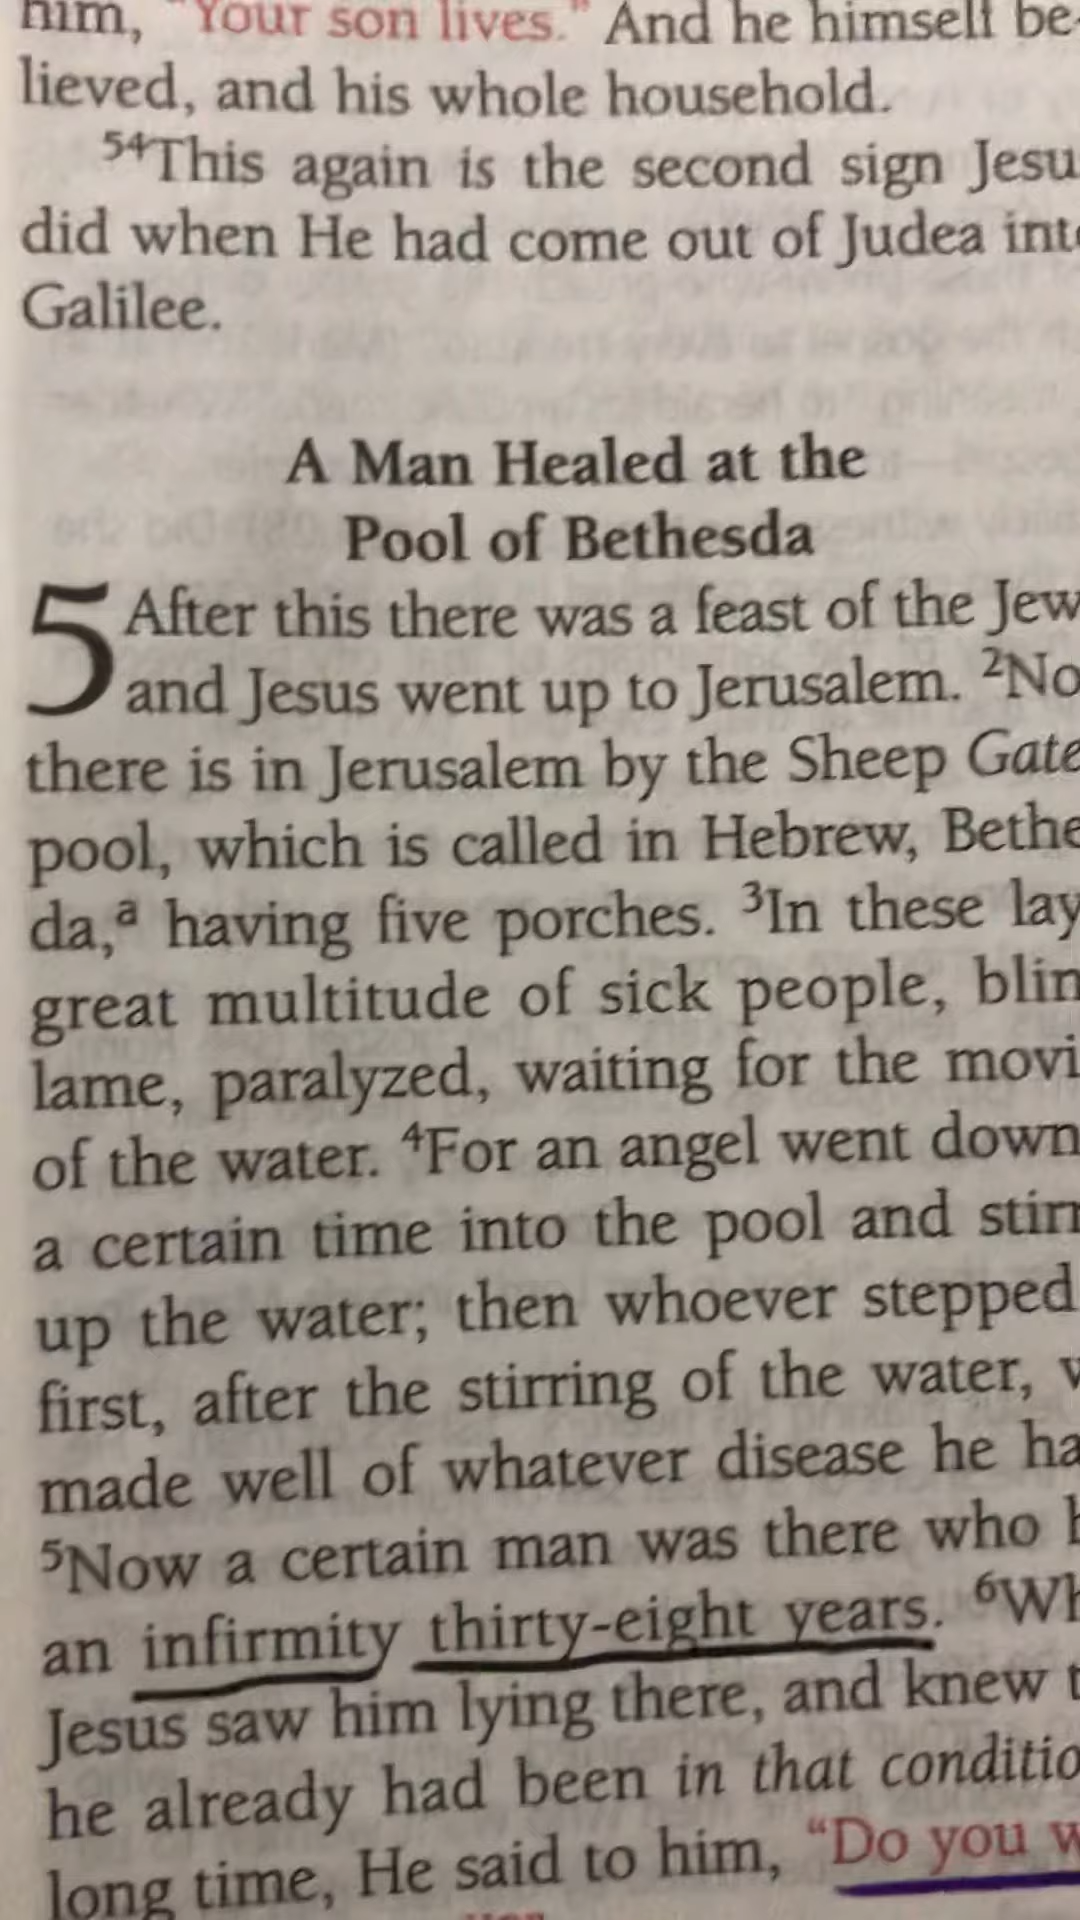 him, "Your son lives." And he himself be-
lieved, and his whole household.
54This again is the second sign Jesu
did when He had come out of Judea int
Galilee.
A Man Healed at the
Pool of Bethesda
5 After this there was a feast of the Jew
and Jesus went up to Jerusalem. 2No
there is in Jerusalem by the Sheep Gate
pool, which is called in Hebrew, Bethe
da,a having five porches. 3In these lay
great multitude of sick people, blin
lame, paralyzed, waiting for the movi
of the water. 4For an angel went down
a certain time into the pool and stirr
up the water; then whoever stepped
first, after the stirring of the water, w
made well of whatever disease he ha
5Now a certain man was there who h
an infirmity thirty-eight years. 6Wh
Jesus saw him lying there, and knew t
he already had been in that conditio
long time, He said to him, "Do you w